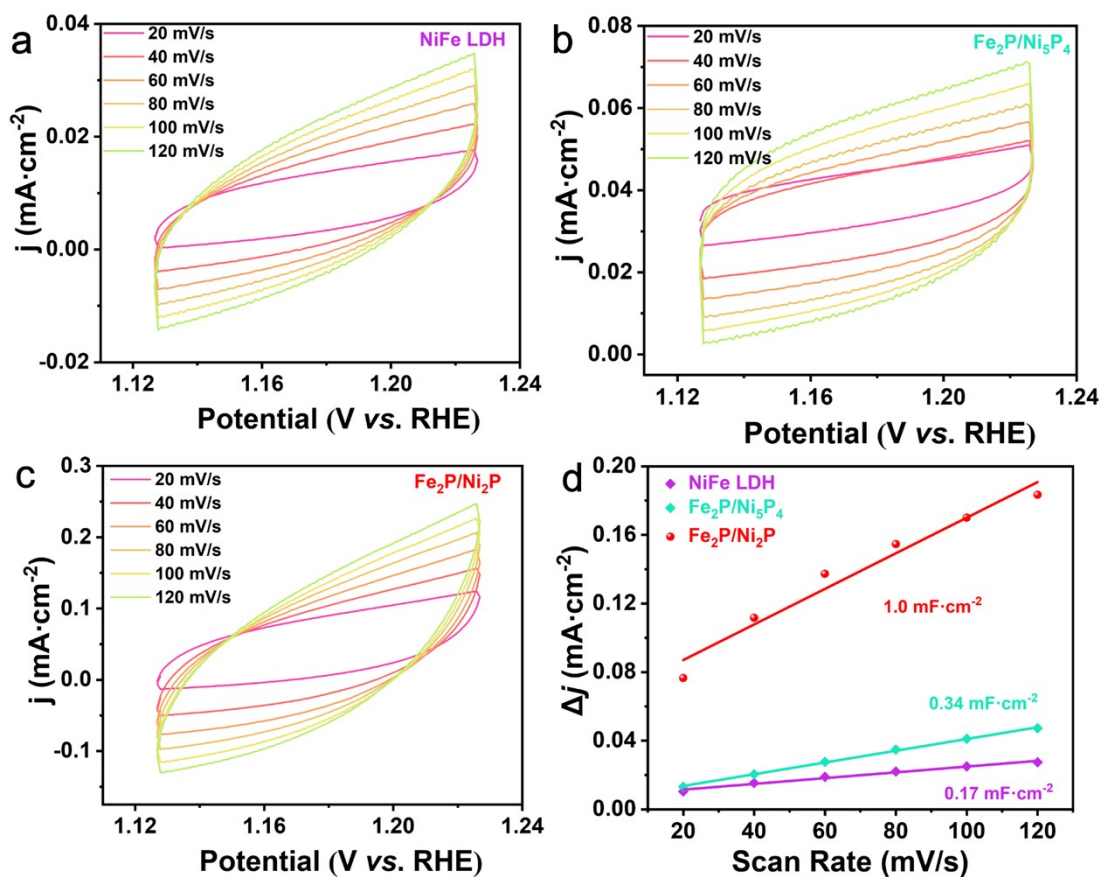 a
NiFe LDH
20 mV/s
40 mV/s
60 mV/s
80 mV/s
100 mV/s
120 mV/s
0.04
0.02
0.00
-0.02
j (mA·cm⁻²)
1.12
1.16
1.20
1.24
Potential (V vs. RHE)
b
Fe₂P/Ni₅P₄
20 mV/s
40 mV/s
60 mV/s
80 mV/s
100 mV/s
120 mV/s
0.08
0.06
0.04
0.02
0.00
j (mA·cm⁻²)
1.12
1.16
1.20
1.24
Potential (V vs. RHE)
c
Fe₂P/Ni₂P
20 mV/s
40 mV/s
60 mV/s
80 mV/s
100 mV/s
120 mV/s
0.3
0.2
0.1
0.0
-0.1
j (mA·cm⁻²)
1.12
1.16
1.20
1.24
Potential (V vs. RHE)
d
NiFe LDH
Fe₂P/Ni₅P₄
Fe₂P/Ni₂P
1.0 mF·cm⁻²
0.34 mF·cm⁻²
0.17 mF·cm⁻²
0.20
0.16
0.12
0.08
0.04
0.00
Δj (mA·cm⁻²)
20
40
60
80
100
120
Scan Rate (mV/s)